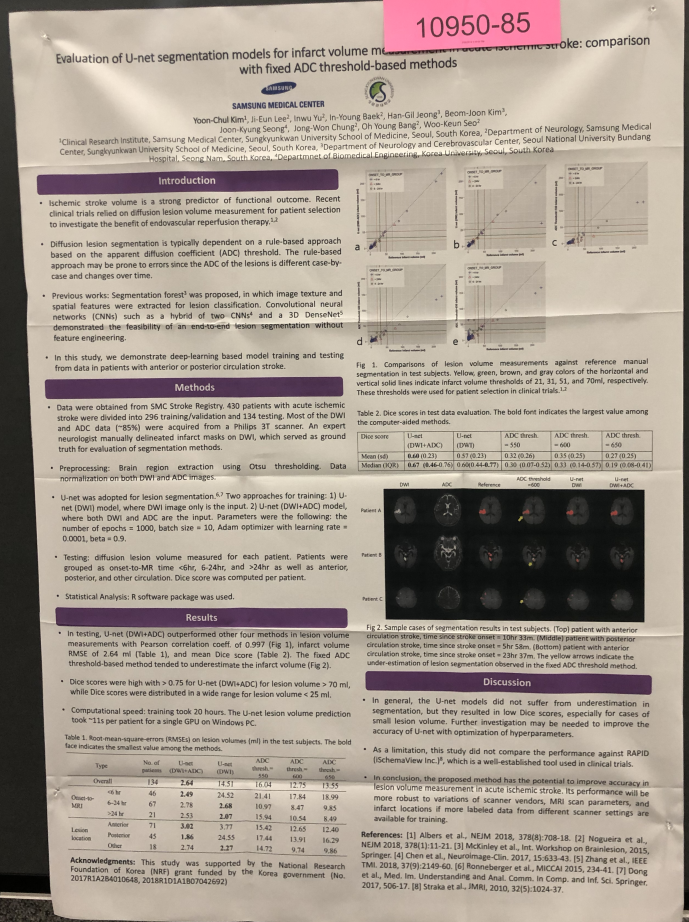 10950-85
Evaluation of U-net segmentation models for infarct volume measurement in acute ischemic stroke: comparison
with fixed ADC threshold-based methods
SAMSUNG
SAMSUNG MEDICAL CENTER
Yoon-Chul Kim¹, Ji-Eun Lee², Inwu Yu², In-Young Baek², Han-Gil Jeong³, Beom-Joon Kim³,
Joon-Kyung Seong⁴, Jong-Won Chung², Oh Young Bang², Woo-Keun Seo²
¹Clinical Research Institute, Samsung Medical Center, Sungkyunkwan University School of Medicine, Seoul, South Korea, ²Department of Neurology, Samsung Medical
Center, Sungkyunkwan University School of Medicine, Seoul, South Korea, ³Department of Neurology and Cerebrovascular Center, Seoul National University Bundang
Hospital, Seong Nam, South Korea, ⁴Departmnet of Biomedical Engineering, Korea University, Seoul, South Korea
Introduction
• Ischemic stroke volume is a strong predictor of functional outcome. Recent
clinical trials relied on diffusion lesion volume measurement for patient selection
to investigate the benefit of endovascular reperfusion therapy.¹,²
• Diffusion lesion segmentation is typically dependent on a rule-based approach
based on the apparent diffusion coefficient (ADC) threshold. The rule-based
approach may be prone to errors since the ADC of the lesions is different case-by-
case and changes over time.
• Previous works: Segmentation forest³ was proposed, in which image texture and
spatial features were extracted for lesion classification. Convolutional neural
networks (CNNs) such as a hybrid of two CNNs⁴ and a 3D DenseNet⁵
demonstrated the feasibility of an end-to-end lesion segmentation without
feature engineering.
• In this study, we demonstrate deep-learning based model training and testing
from data in patients with anterior or posterior circulation stroke.
Methods
• Data were obtained from SMC Stroke Registry. 430 patients with acute ischemic
stroke were divided into 296 training/validation and 134 testing. Most of the DWI
and ADC data (~85%) were acquired from a Philips 3T scanner. An expert
neurologist manually delineated infarct masks on DWI, which served as ground
truth for evaluation of segmentation methods.
• Preprocessing: Brain region extraction using Otsu thresholding. Data
normalization on both DWI and ADC images.
• U-net was adopted for lesion segmentation.⁶,⁷ Two approaches for training: 1) U-
net (DWI) model, where DWI image only is the input. 2) U-net (DWI+ADC) model,
where both DWI and ADC are the input. Parameters were the following: the
number of epochs = 1000, batch size = 10, Adam optimizer with learning rate =
0.0001, beta = 0.9.
• Testing: diffusion lesion volume measured for each patient. Patients were
grouped as onset-to-MR time <6hr, 6-24hr, and >24hr as well as anterior,
posterior, and other circulation. Dice score was computed per patient.
• Statistical Analysis: R software package was used.
Results
• In testing, U-net (DWI+ADC) outperformed other four methods in lesion volume
measurements with Pearson correlation coeff. of 0.997 (Fig 1), infarct volume
RMSE of 2.64 ml (Table 1), and mean Dice score (Table 2). The fixed ADC
threshold-based method tended to underestimate the infarct volume (Fig 2).
• Dice scores were high with > 0.75 for U-net (DWI+ADC) for lesion volume > 70 ml,
while Dice scores were distributed in a wide range for lesion volume < 25 ml.
• Computational speed: training took 20 hours. The U-net lesion volume prediction
took ~11s per patient for a single GPU on Windows PC.
Table 1. Root-mean-square-errors (RMSEs) on lesion volumes (ml) in the test subjects. The bold
face indicates the smallest value among the methods.
Type No. of patients U-net (DWI+ADC) U-net (DWI) ADC thresh.= 550 ADC thresh.= 600 ADC thresh.= 650
Overall 134 2.64 14.51 16.04 12.75 13.55
Onset-to-MRI <6 hr 46 2.49 24.52 21.41 17.84 18.99
6-24 hr 67 2.78 2.68 10.97 8.47 9.85
>24 hr 21 2.53 2.07 15.94 10.54 8.49
Lesion location Anterior 71 3.02 3.77 15.42 12.65 12.40
Posterior 45 1.86 24.55 17.44 13.91 16.29
Other 18 2.74 2.27 14.72 9.74 9.86
Acknowledgments: This study was supported by the National Research
Foundation of Korea (NRF) grant funded by the Korea government (No.
2017R1A2B4010648, 2018R1D1A1B07042692)
a
b
c
d
e
Fig 1. Comparisons of lesion volume measurements against reference manual
segmentation in test subjects. Yellow, green, brown, and gray colors of the horizontal and
vertical solid lines indicate infarct volume thresholds of 21, 31, 51, and 70ml, respectively.
These thresholds were used for patient selection in clinical trials.¹,²
Table 2. Dice scores in test data evaluation. The bold font indicates the largest value among
the computer-aided methods.
Dice score U-net (DWI+ADC) U-net (DWI) ADC thresh. = 550 ADC thresh. = 600 ADC thresh. = 650
Mean (sd) 0.60 (0.23) 0.57 (0.23) 0.32 (0.26) 0.35 (0.25) 0.27 (0.25)
Median (IQR) 0.67 (0.46-0.76) 0.60(0.44-0.77) 0.30 (0.07-0.52) 0.33 (0.14-0.57) 0.19 (0.08-0.41)
DWI ADC Reference ADC threshold =600 U-net DWI U-net DWI+ADC
Patient A
Patient B
Patient C
Fig 2. Sample cases of segmentation results in test subjects. (Top) patient with anterior
circulation stroke, time since stroke onset = 10hr 33m. (Middle) patient with posterior
circulation stroke, time since stroke onset = 5hr 58m. (Bottom) patient with anterior
circulation stroke, time since stroke onset = 23hr 37m. The yellow arrows indicate the
under-estimation of lesion segmentation observed in the fixed ADC threshold method.
Discussion
• In general, the U-net models did not suffer from underestimation in
segmentation, but they resulted in low Dice scores, especially for cases of
small lesion volume. Further investigation may be needed to improve the
accuracy of U-net with optimization of hyperparameters.
• As a limitation, this study did not compare the performance against RAPID
(iSchemaView Inc.)⁸, which is a well-established tool used in clinical trials.
• In conclusion, the proposed method has the potential to improve accuracy in
lesion volume measurement in acute ischemic stroke. Its performance will be
more robust to variations of scanner vendors, MRI scan parameters, and
infarct locations if more labeled data from different scanner settings are
available for training.
References: [1] Albers et al., NEJM 2018, 378(8):708-18. [2] Nogueira et al.,
NEJM 2018, 378(1):11-21. [3] McKinley et al., Int. Workshop on Brainlesion, 2015,
Springer. [4] Chen et al., NeuroImage-Clin. 2017, 15:633-43. [5] Zhang et al., IEEE
TMI. 2018, 37(9):2149-60. [6] Ronneberger et al., MICCAI 2015, 234-41. [7] Dong
et al., Med. Im. Understanding and Anal. Comm. In Comp. and Inf. Sci. Springer.
2017, 506-17. [8] Straka et al., JMRI, 2010, 32(5):1024-37.